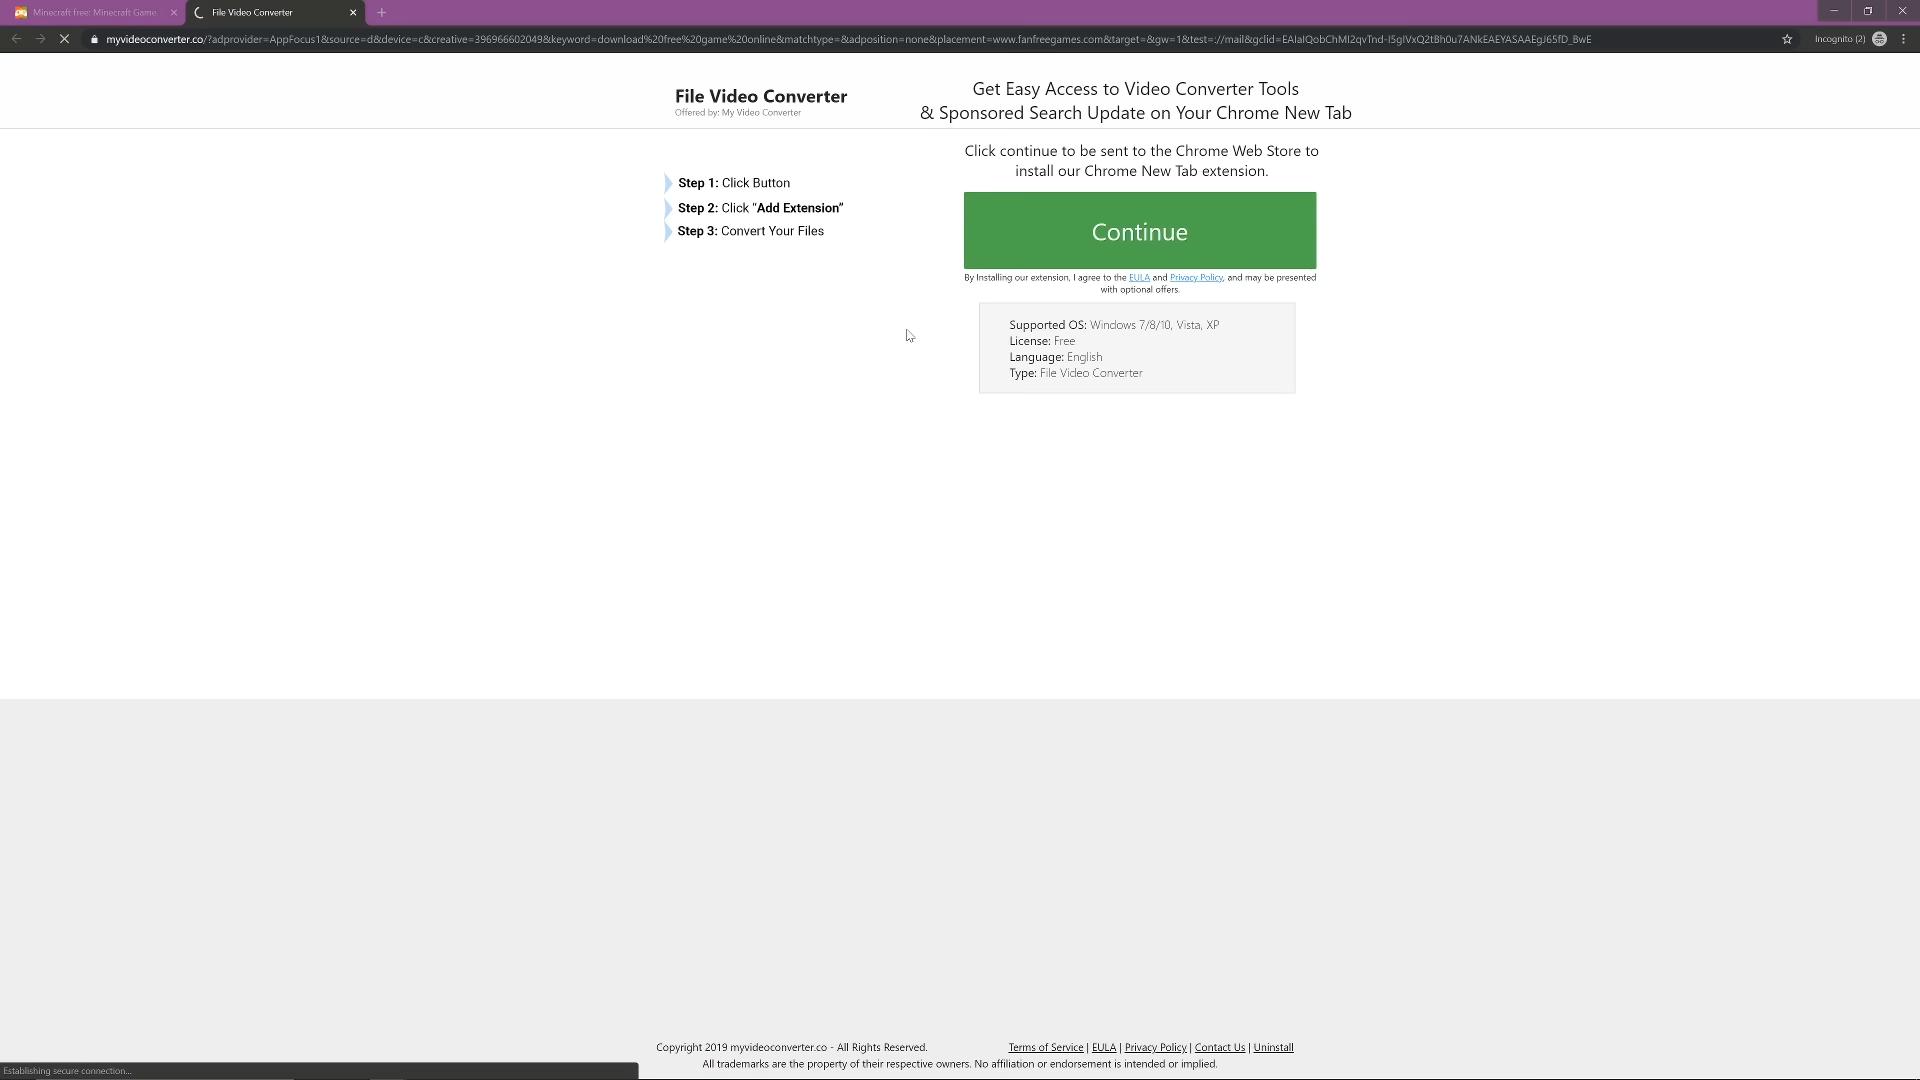 Minecraft free: Minecraft Game
File Video Converter
myvideoconverter.co/?adprovider=AppFocus1&source=d&device=c&creative=396966602049&keyword=download%20free%20game%20online&matchtype=&adposition=none&placement=www.fanfreegames.com&target=&gw=1&test=://mail&gclid=EAIaIQobChMI2qvTnd-I5gIVxQ2tBh0u7ANkEAEYASAAEgJ65fD_BwE
Incognito (2)
File Video Converter
Offered by: My Video Converter
Get Easy Access to Video Converter Tools
& Sponsored Search Update on Your Chrome New Tab
Click continue to be sent to the Chrome Web Store to
install our Chrome New Tab extension.
Step 1: Click Button
Step 2: Click “Add Extension”
Step 3: Convert Your Files
Continue
By Installing our extension, I agree to the EULA and Privacy Policy, and may be presented
with optional offers.
Supported OS: Windows 7/8/10, Vista, XP
License: Free
Language: English
Type: File Video Converter
Copyright 2019 myvideoconverter.co - All Rights Reserved.
Terms of Service | EULA | Privacy Policy | Contact Us | Uninstall
All trademarks are the property of their respective owners. No affiliation or endorsement is intended or implied.
Establishing secure connection...